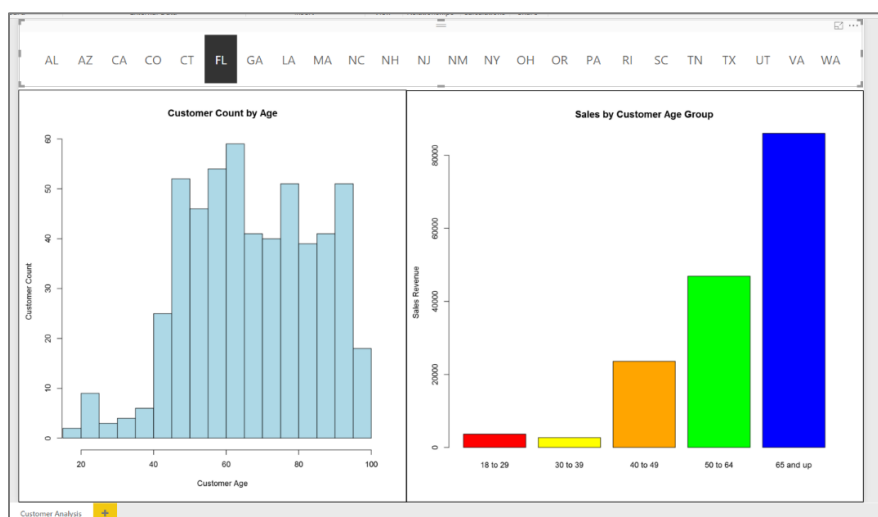 AL AZ CA CO CT FL GA LA MA NC NH NJ NM NY OH OR PA RI SC TN TX UT VA WA
Customer Count by Age
60
50
40
30
20
10
0
Customer Count
20 40 60 80 100
Customer Age
Sales by Customer Age Group
80000
60000
40000
20000
0
Sales Revenue
18 to 29 30 to 39 40 to 49 50 to 64 65 and up
Customer Analysis +